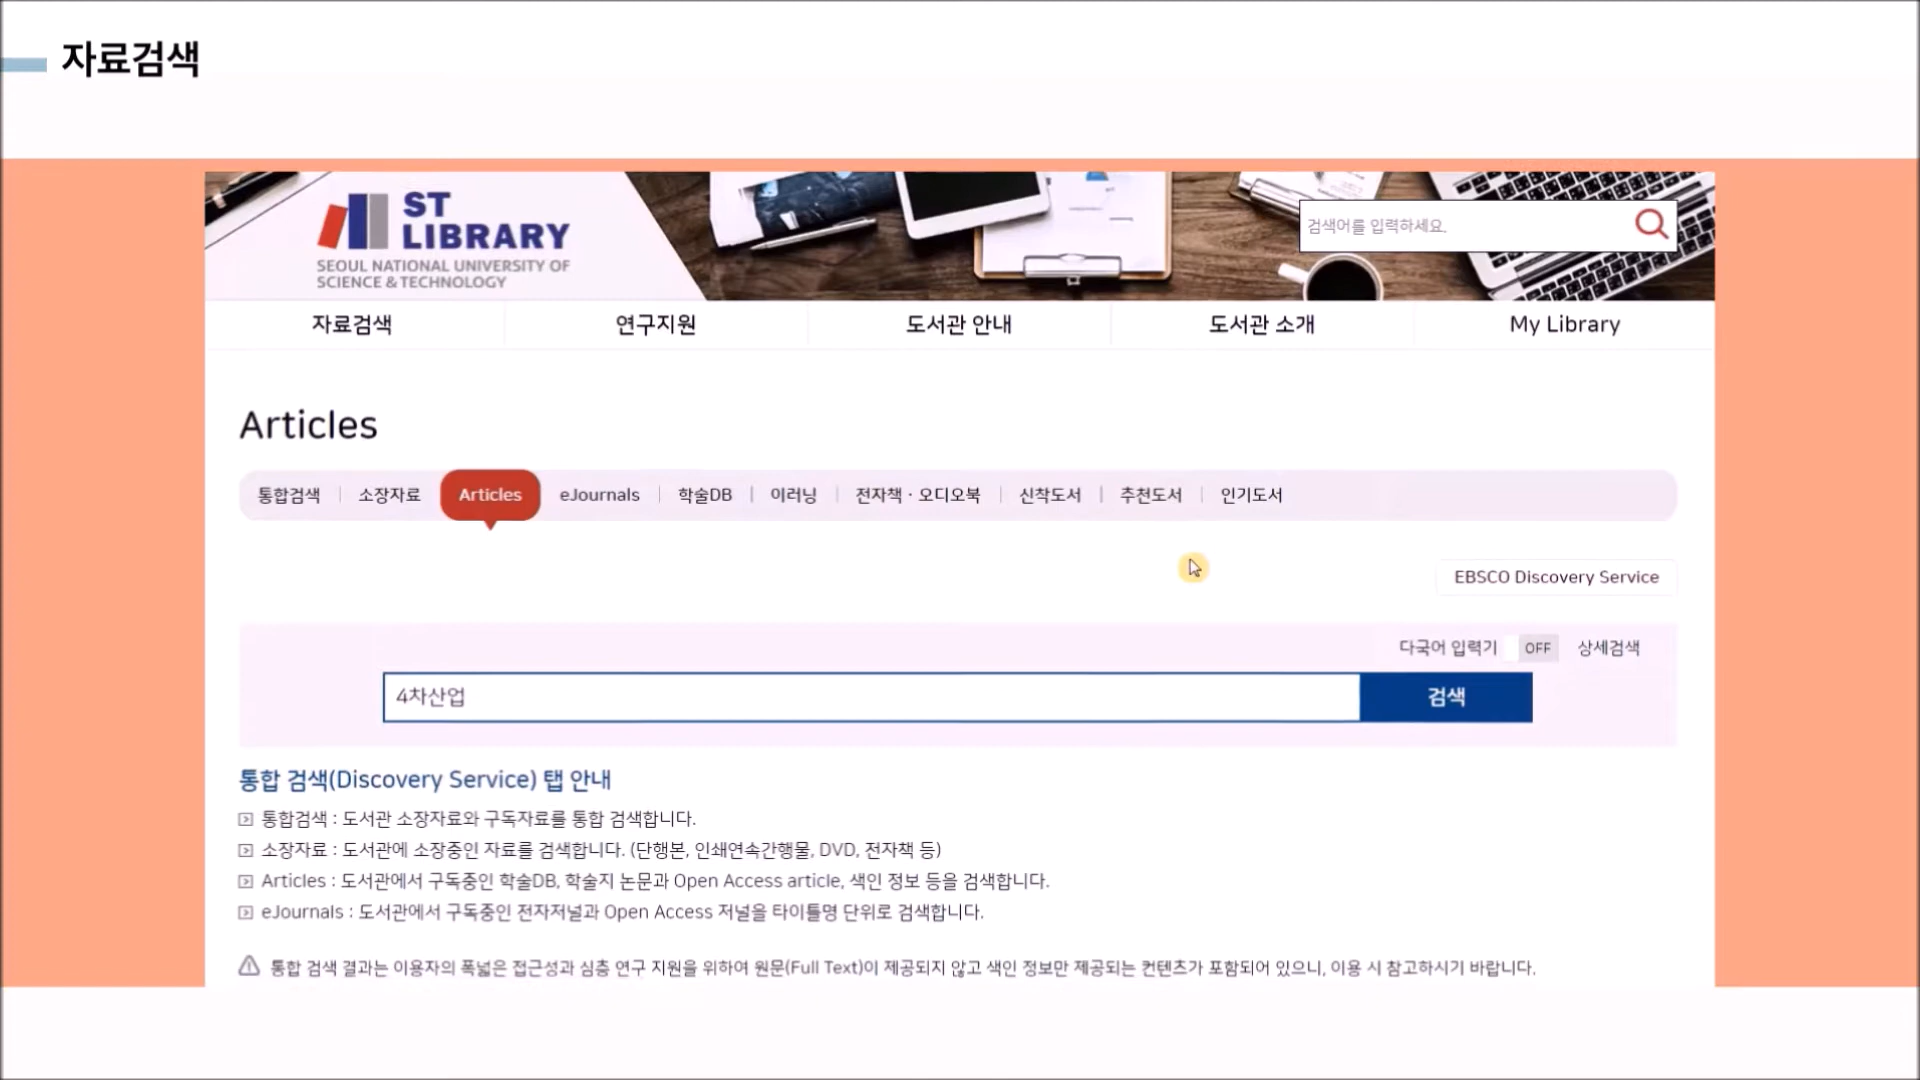 자료검색
ST
LIBRARY
SEOUL NATIONAL UNIVERSITY OF
SCIENCE & TECHNOLOGY
검색어를 입력하세요.
자료검색 연구지원 도서관 안내 도서관 소개 My Library
Articles
통합검색 소장자료 Articles eJournals 학술DB 이러닝 전자책 · 오디오북 신착도서 추천도서 인기도서
EBSCO Discovery Service
다국어 입력기 OFF 상세검색
4차산업 검색
통합 검색(Discovery Service) 탭 안내
통합검색 : 도서관 소장자료와 구독자료를 통합 검색합니다.
소장자료 : 도서관에 소장중인 자료를 검색합니다. (단행본, 인쇄연속간행물, DVD, 전자책 등)
Articles : 도서관에서 구독중인 학술DB, 학술지 논문과 Open Access article, 색인 정보 등을 검색합니다.
eJournals : 도서관에서 구독중인 전자저널과 Open Access 저널을 타이틀명 단위로 검색합니다.
통합 검색 결과는 이용자의 폭넓은 접근성과 심층 연구 지원을 위하여 원문(Full Text)이 제공되지 않고 색인 정보만 제공되는 컨텐츠가 포함되어 있으니, 이용 시 참고하시기 바랍니다.